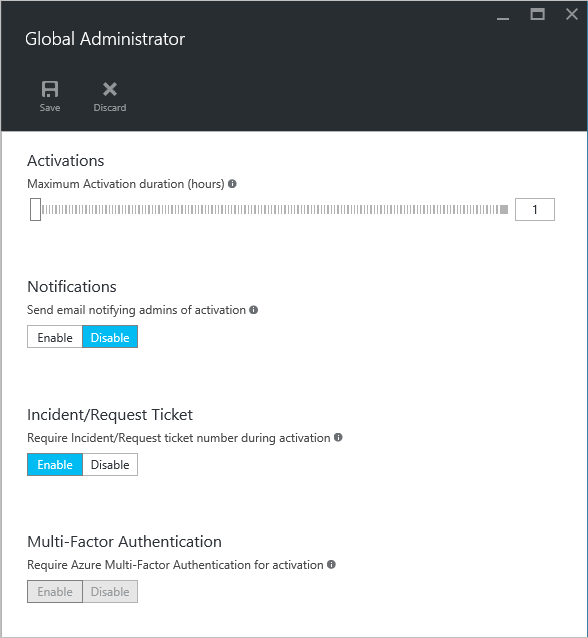 Global Administrator
Save Discard
Activations
Maximum Activation duration (hours)
1
Notifications
Send email notifying admins of activation
Enable Disable
Incident/Request Ticket
Require Incident/Request ticket number during activation
Enable Disable
Multi-Factor Authentication
Require Azure Multi-Factor Authentication for activation
Enable Disable